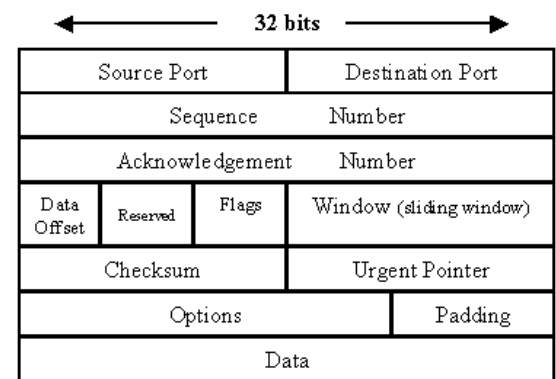 32 bits
Source Port Destination Port
Sequence Number
Acknowledgement Number
Data Offset Reserved Flags Window (sliding window)
Checksum Urgent Pointer
Options Padding
Data